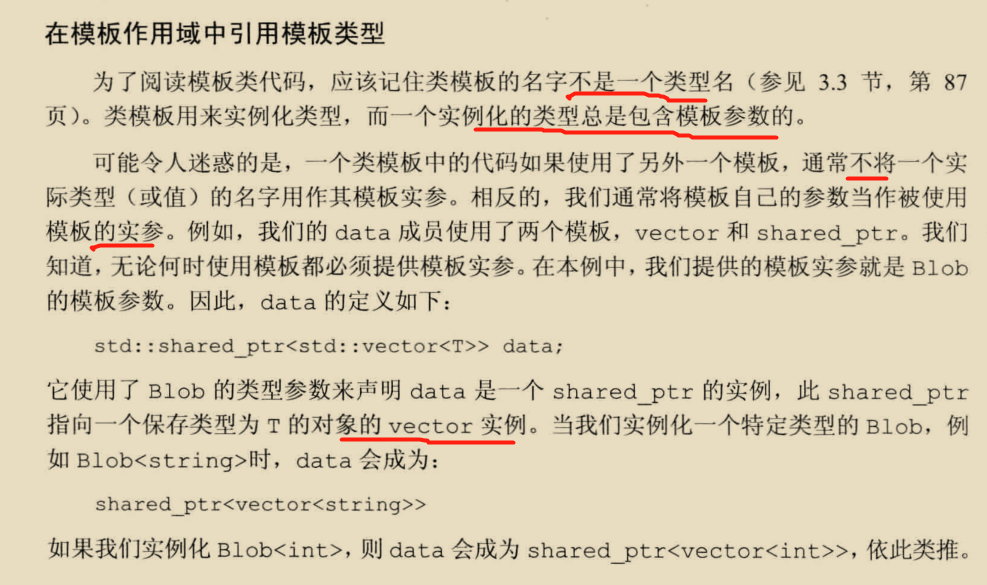 在模板作用域中引用模板类型
为了阅读模板类代码，应该记住类模板的名字不是一个类型名（参见 3.3 节，第 87
页）。类模板用来实例化类型，而一个实例化的类型总是包含模板参数的。
可能令人迷惑的是，一个类模板中的代码如果使用了另外一个模板，通常不将一个实
际类型（或值）的名字用作其模板实参。相反的，我们通常将模板自己的参数当作被使用
模板的实参。例如，我们的 data 成员使用了两个模板，vector 和 shared_ptr。我们
知道，无论何时使用模板都必须提供模板实参。在本例中，我们提供的模板实参就是 Blob
的模板参数。因此，data 的定义如下：
std::shared_ptr<std::vector<T>> data;
它使用了 Blob 的类型参数来声明 data 是一个 shared_ptr 的实例，此 shared_ptr
指向一个保存类型为 T 的对象的 vector 实例。当我们实例化一个特定类型的 Blob，例
如 Blob<string>时，data 会成为：
shared_ptr<vector<string>>
如果我们实例化 Blob<int>，则 data 会成为 shared_ptr<vector<int>>，依此类推。